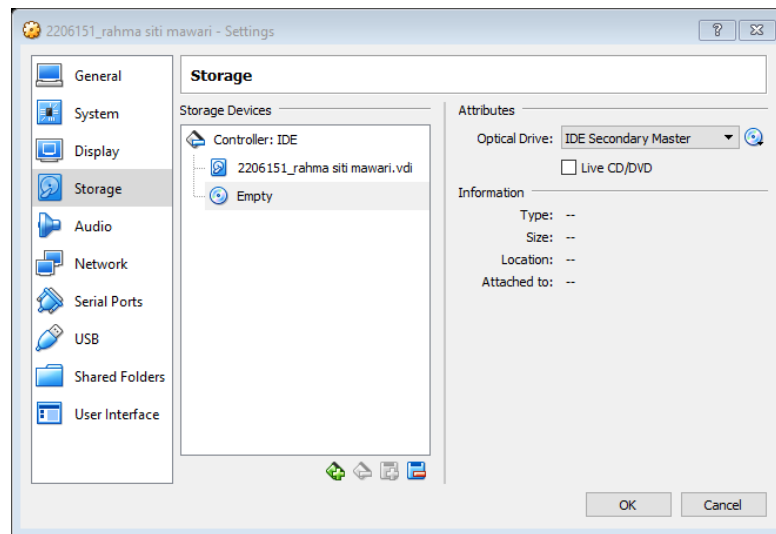 2206151_rahma siti mawari - Settings
?
General
System
Display
Storage
Audio
Network
Serial Ports
USB
Shared Folders
User Interface
Storage
Storage Devices
Controller: IDE
2206151_rahma siti mawari.vdi
Empty
Attributes
Optical Drive: IDE Secondary Master
Live CD/DVD
Information
Type: --
Size: --
Location: --
Attached to: --
OK
Cancel